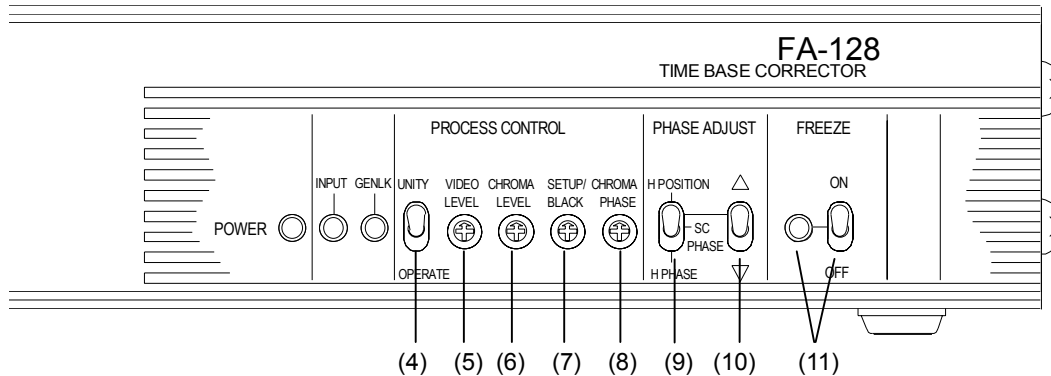 FA-128
TIME BASE CORRECTOR
PROCESS CONTROL
PHASE ADJUST
FREEZE
INPUT
GENLK
UNITY
VIDEO
LEVEL
CHROMA
LEVEL
SETUP/
BLACK
CHROMA
PHASE
H POSITION
SC
PHASE
H PHASE
ON
POWER
OPERATE
OFF
(4)
(5)
(6)
(7)
(8)
(9)
(10)
(11)